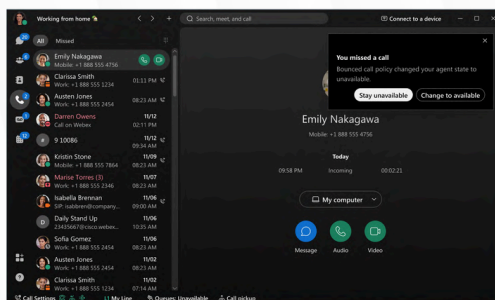 Working from home
Search, meet, and call
Connect to a device
All
Missed
Emily Nakagawa
Mobile: +1 888 555 4756
Clarissa Smith
Work: +1 888 555 1234
01:11 PM
Austen Jones
Work: +1 888 555 2454
08:23 AM
Darren Owens
Call on Webex
11/12
02:11 PM
# 9 10086
11/12
09:34 AM
Kristin Stone
Mobile: +1 888 555 7864
11/09
08:23 AM
Marise Torres (3)
Work: +1 888 555 2346
11/07
08:23 AM
Isabella Brennan
SIP: isabbren@company...
11/06
09:00 AM
D
Daily Stand Up
23435667@cisco.webex..
11/06
10:35 AM
Sofia Gomez
Work: +1 888 555 2454
11/06
08:23 AM
Austen Jones
Work: +1 888 555 2454
11/02
08:23 AM
Clarissa Smith
Work: +1 888 555 1234
11/02
07:14 AM
You missed a call
Bounced call policy changed your agent state to
unavailable.
Stay unavailable
Change to available
Emily Nakagawa
Mobile: +1 888 555 4756
Today
09:58 PM Incoming 00:02:21
My computer
Message Audio Video
Call Settings
My Line
Queues: Unavailable
Call pickup